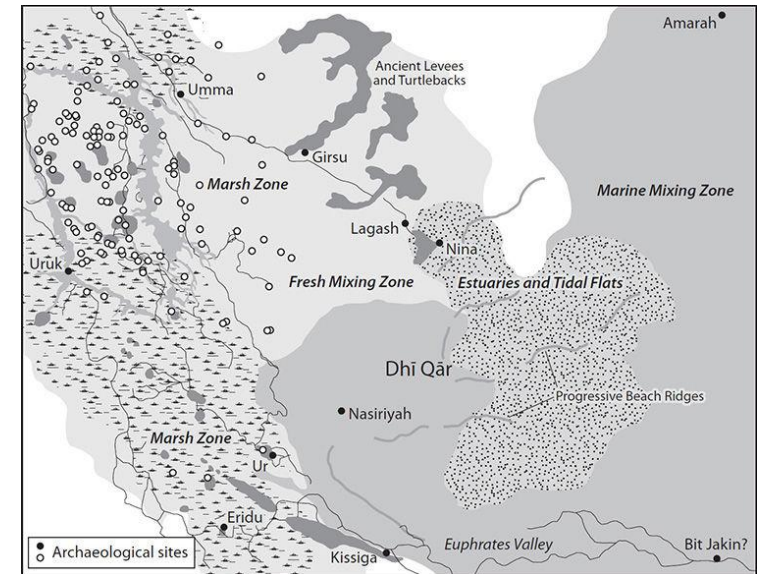 Amarah
Ancient Levees
and Turtlebacks
Umma
Girsu
Marsh Zone
Marine Mixing Zone
Lagash
Nina
Uruk
Fresh Mixing Zone
Estuaries and Tidal Flats
Dhī Qār
Progressive Beach Ridges
Nasiriyah
Marsh Zone
Ur
Eridu
Euphrates Valley
Bit Jakin?
Archaeological sites
Kissiga